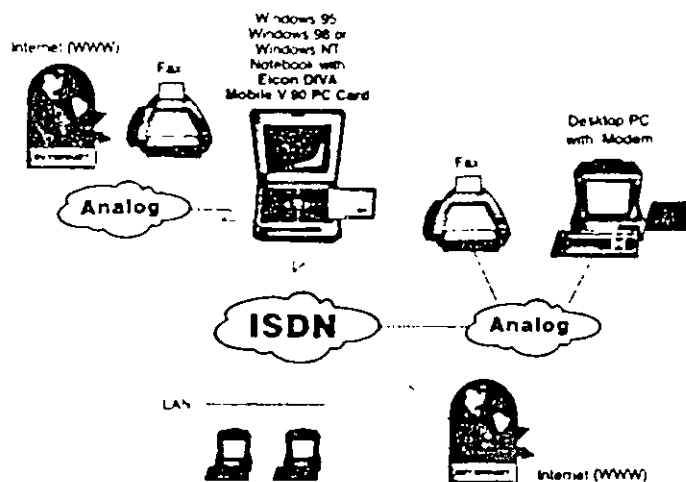 Windows 95
Windows 98 or
Windows NT
Notebook with
Eicon DIVA
Mobile V 90 PC Card
Internet (WWW)
Fax
Desktop PC
with Modem
Fax
Analog
ISDN
Analog
LAN
Internet (WWW)